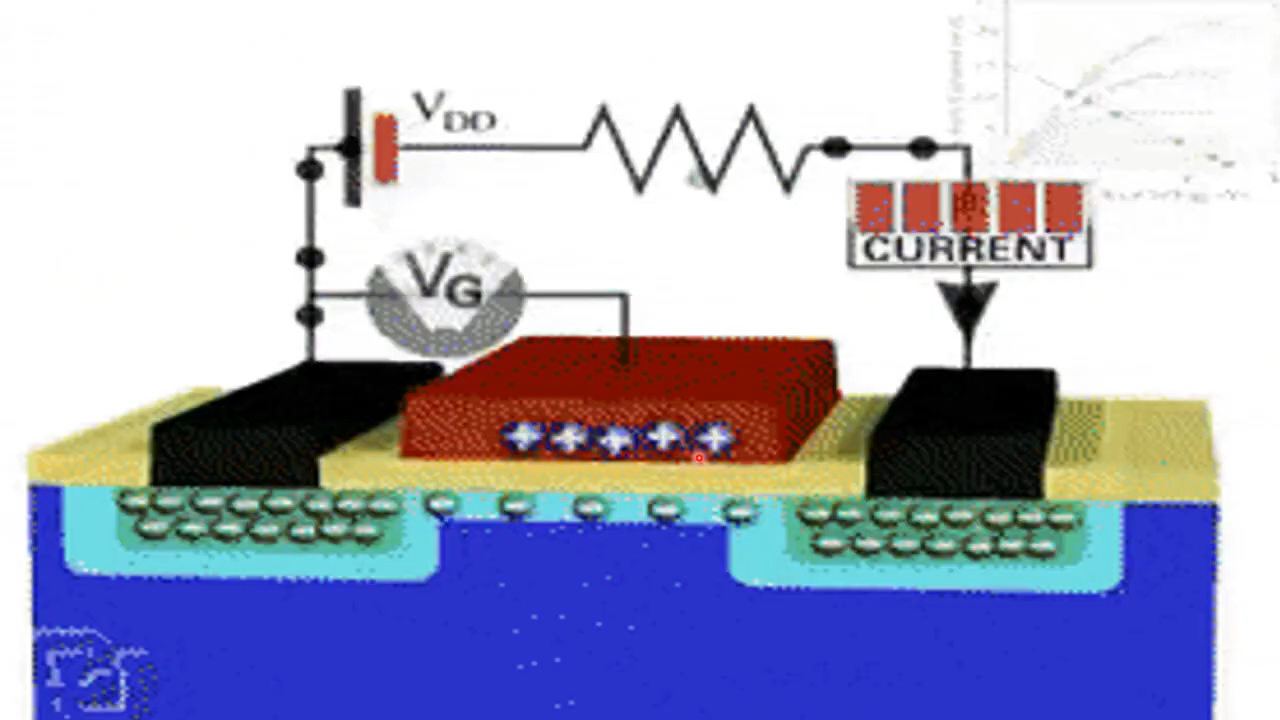 VDD
VG
CURRENT
+ + + + +